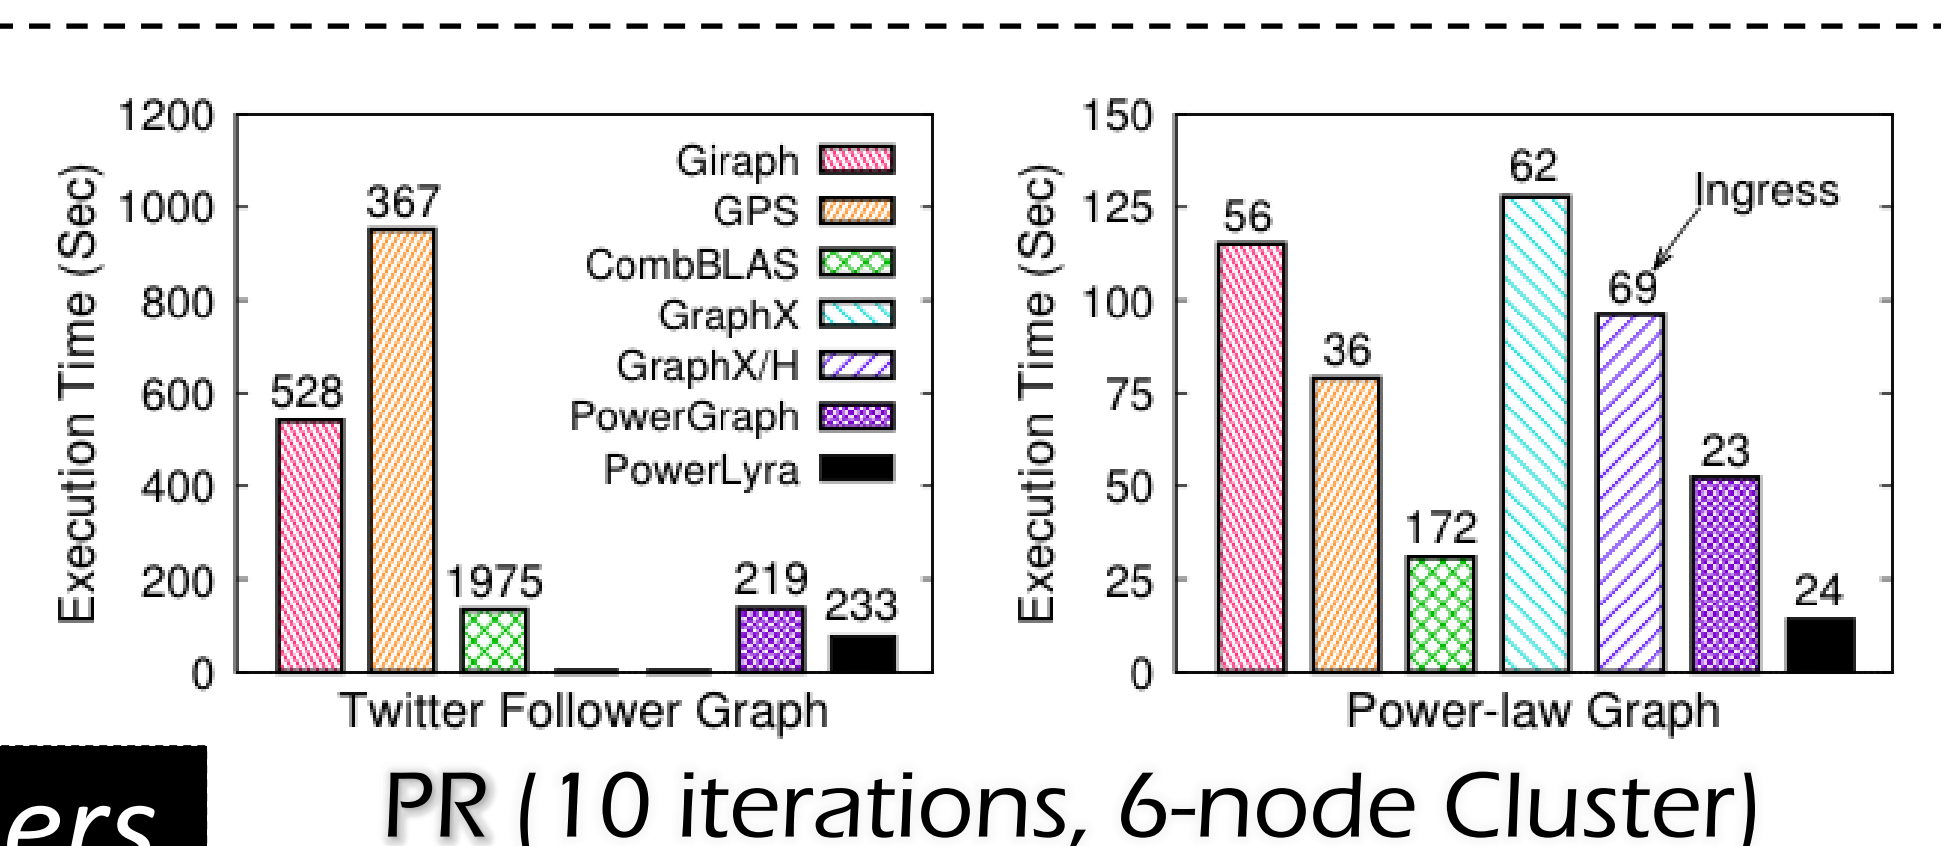 1200
1000
800
600
400
200
0
Execution Time (Sec)
528
367
1975
219
233
Giraph
GPS
CombBLAS
GraphX
GraphX/H
PowerGraph
PowerLyra
Twitter Follower Graph
150
125
100
75
50
25
0
Execution Time (Sec)
56
36
172
62
69
23
24
Ingress
Power-law Graph
ers
PR (10 iterations, 6-node Cluster)